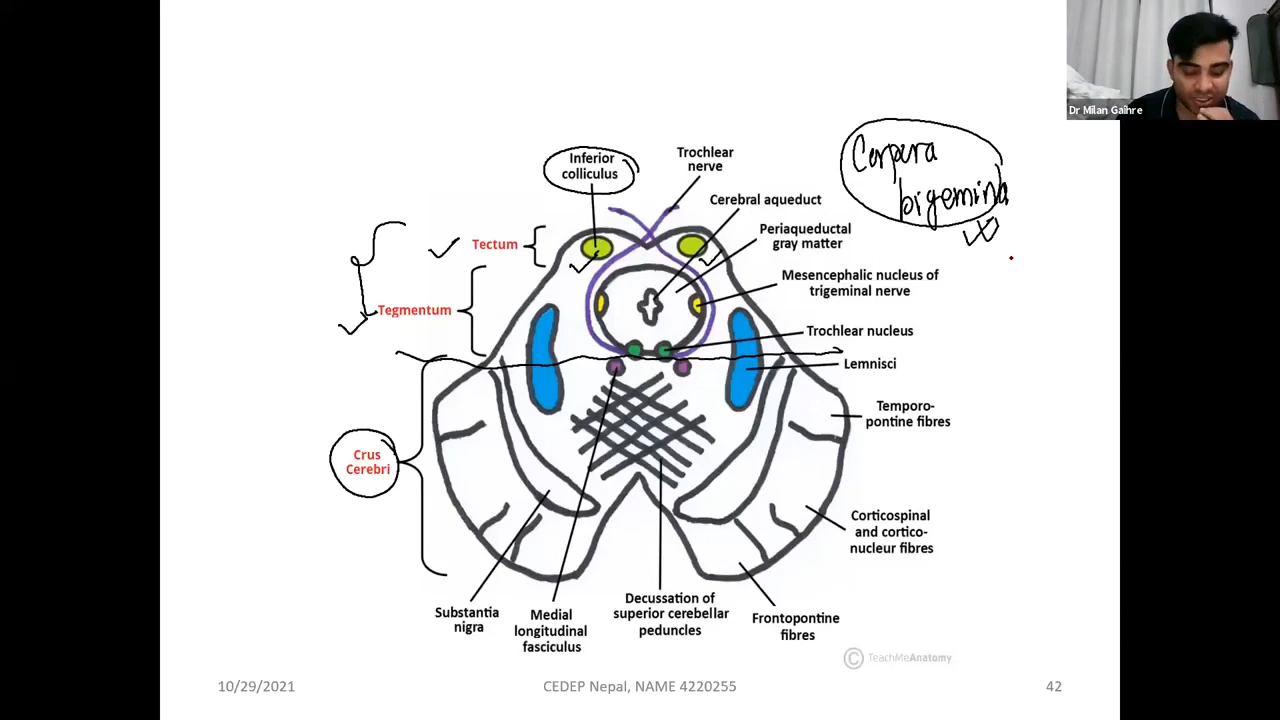 Dr Milan Gaihre
Corpora
bigemina
Inferior
colliculus
Trochlear
nerve
Cerebral aqueduct
Periaqueductal
gray matter
Tectum
Mesencephalic nucleus of
trigeminal nerve
Tegmentum
Trochlear nucleus
Lemnisci
Temporo-
pontine fibres
Crus
Cerebri
Corticospinal
and cortico-
nucleur fibres
Substantia
nigra
Medial
longitudinal
fasciculus
Decussation of
superior cerebellar
peduncles
Frontopontine
fibres
© TeachMeAnatomy
10/29/2021
CEDEP Nepal, NAME 4220255
42